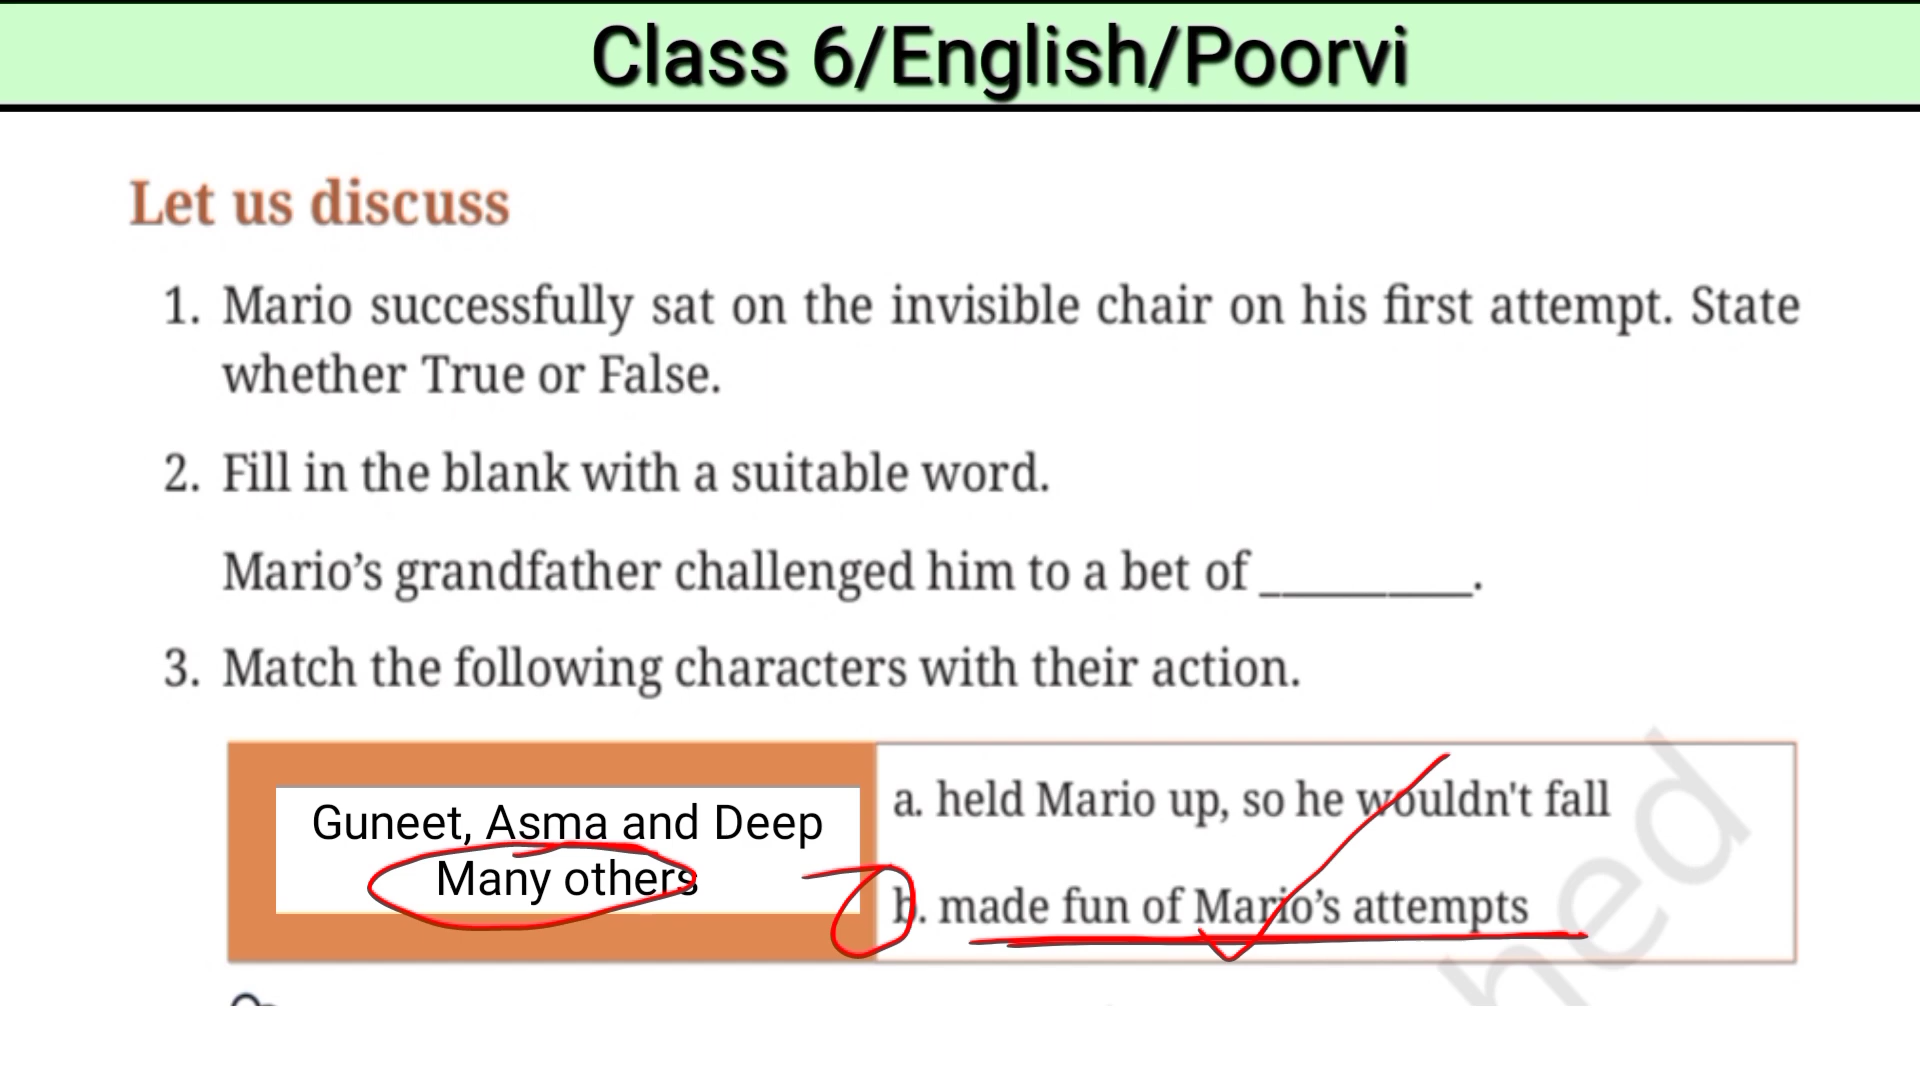 Class 6/English/Poorvi
Let us discuss
1. Mario successfully sat on the invisible chair on his first attempt. State
whether True or False.
2. Fill in the blank with a suitable word.
Mario’s grandfather challenged him to a bet of _________.
3. Match the following characters with their action.
Guneet, Asma and Deep
Many others
a. held Mario up, so he wouldn't fall
b. made fun of Mario’s attempts
hed